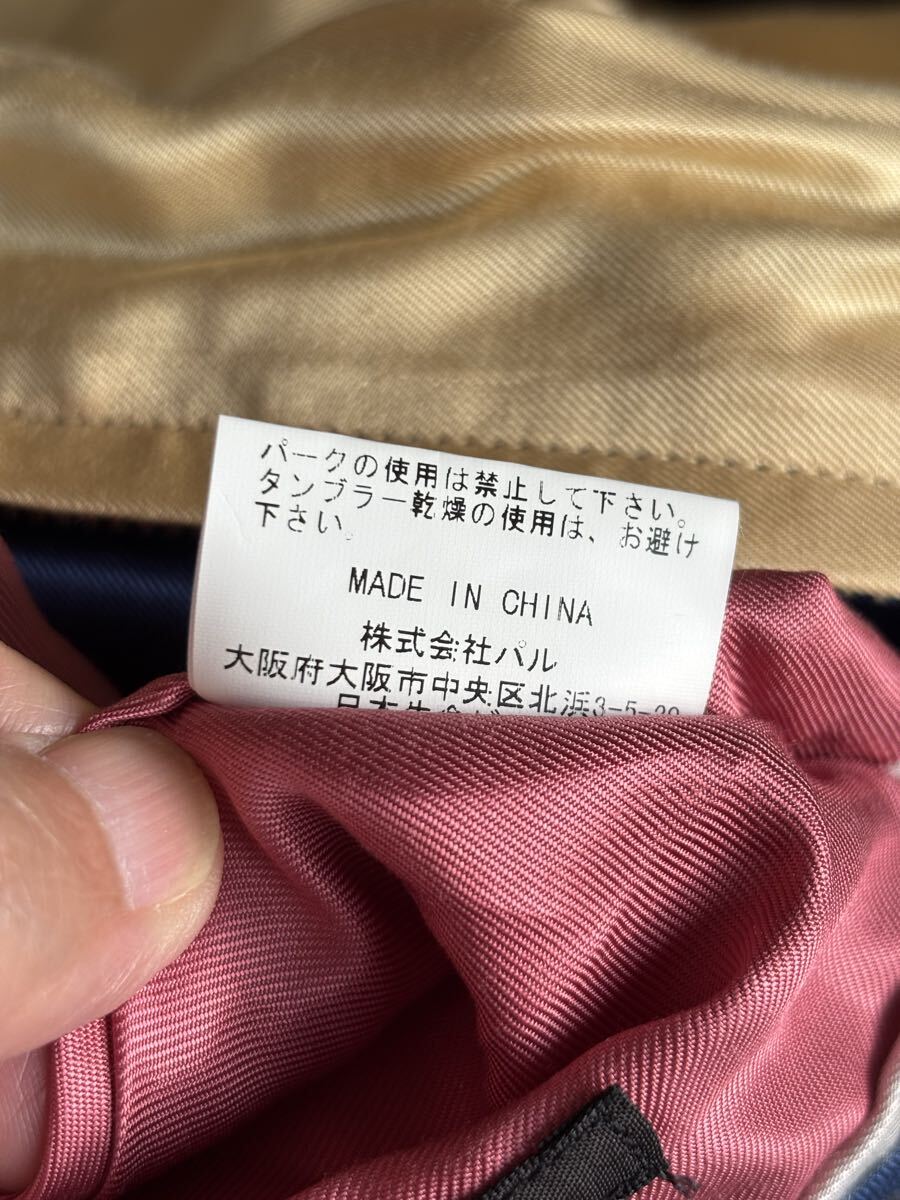 パークの使用は禁止して下さい。
タンブラー乾燥の使用は、お避け
下さい。
MADE IN CHINA
株式会社パル
大阪府大阪市中央区北浜3-5-29